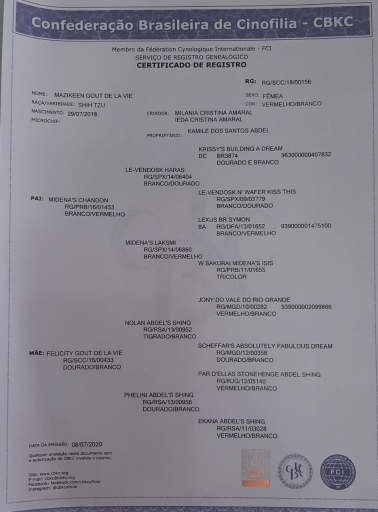 Confederação Brasileira de Cinofilia - CBKC
Membro da Fédération Cynologique Internationale - FCI
SERVIÇO DE REGISTRO GENEALÓGICO
CERTIFICADO DE REGISTRO
RG: RG/SCC/18/00156
NOME: MAZIKEEN GOUT DE LA VIE
SEXO: FÊMEA
RAÇA/VARIEDADE: SHIH TZU
COR: VERMELHO/BRANCO
NASCIMENTO: 29/07/2018
CRIADOR: MILANIA CRISTINA AMARAL
IEDA CRISTINA AMARAL
MICROCHIP:
PROPRIETÁRIO: KAMILE DOS SANTOS ABDEL
KRISSY'S BUILDING A DREAM
DC BR3874 963000000407832
DOURADO E BRANCO
LE-VENDOSK HARAS
RG/SPX/14/06404
BRANCO/DOURADO
LE-VENDOSK N' WAFER KISS THIS
RG/SPX/09/03779
BRANCO/DOURADO
PAI: MIDENA'S CHANDON
RG/PRB/16/01453
BRANCO/VERMELHO
LEXUS BR SYMON
BA RG/DFA/13/01652 939000001475100
BRANCO/VERMELHO
MIDENA'S LAKSMI
RG/SPX/14/06860
BRANCO/VERMELHO
W.SAKURAI MIDENA'S ISIS
RG/PRB/11/01655
TRICOLOR
JONY DO VALE DO RIO GRANDE
RG/MGD/10/00282 939000002099866
VERMELHO/BRANCO
NOLAN ABDEL'S SHING
RG/RSA/13/00952
TIGRADO/BRANCO
SCHEFFAR'S ABSOLUTELY FABULOUS DREAM
RG/MGD/12/00358
DOURADO/BRANCO
MÃE: FELICITY GOUT DE LA VIE
RG/SCC/16/00433
DOURADO/BRANCO
PAR D'ELLAS STONEHENGE ABDEL SHING.
RG/RJG/12/05140
VERMELHO/BRANCO
PHELINI ABDEL'S SHING
RG/RSA/13/00956
DOURADO/BRANCO
EKANA ABDEL'S SHING
RG/RSA/11/03028
VERMELHO/BRANCO
DATA DA EMISSÃO: 08/07/2020
Qualquer anotação neste documento sem
a autorização da CBKC invalida o mesmo.
Site: www.cbkc.org
E-mail: cbkc@cbkc.org
Facebook: facebook.com/cbkcoficial
Instagram: @cbkcoficial
FCI